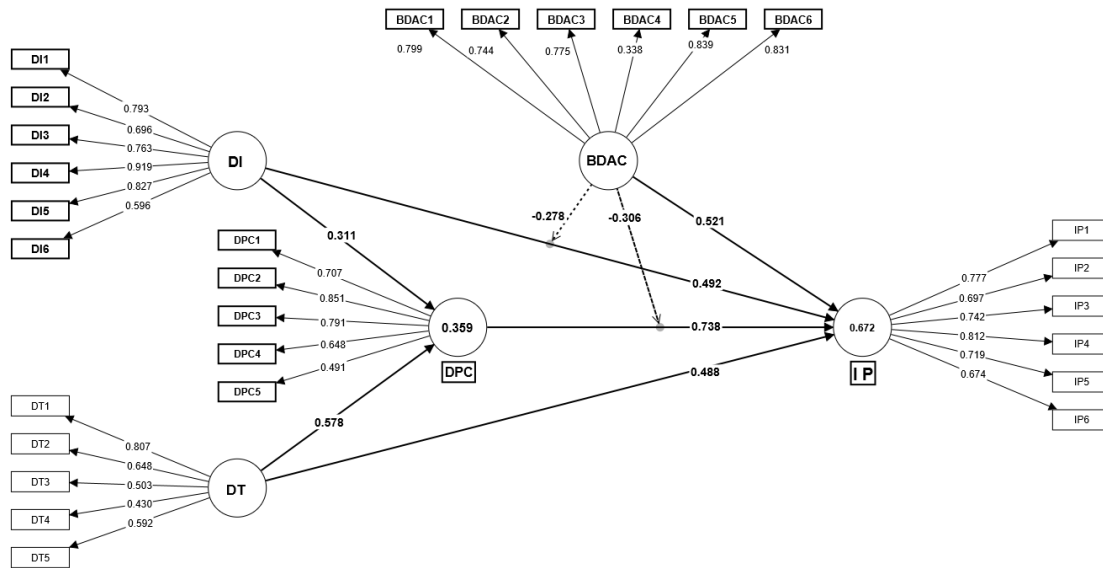 BDAC1 BDAC2 BDAC3 BDAC4 BDAC5 BDAC6
0.799 0.744 0.775 0.338 0.839 0.831
DI1
DI2
DI3
DI4
DI5
DI6
0.793
0.696
0.763
0.919
0.827
0.596
DI
BDAC
-0.278
-0.306
0.521
0.311
0.492
DPC1
DPC2
DPC3
DPC4
DPC5
0.707
0.851
0.791
0.648
0.491
0.359
DPC
0.738
0.488
0.578
0.672
I P
IP1
IP2
IP3
IP4
IP5
IP6
0.777
0.697
0.742
0.812
0.719
0.674
DT1
DT2
DT3
DT4
DT5
0.807
0.648
0.503
0.430
0.592
DT